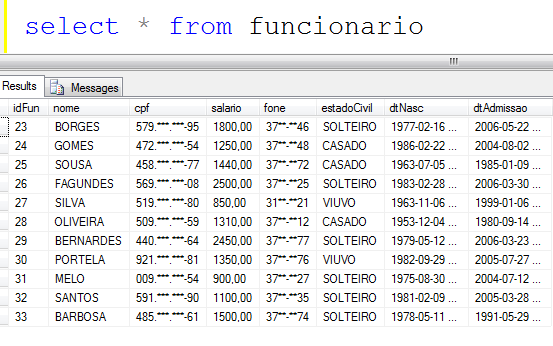 select * from funcionario
Results Messages
idFun nome cpf salario fone estadoCivil dtNasc dtAdmissao
23 BORGES 579.***.***-95 1800,00 37**-**46 SOLTEIRO 1977-02-16 ... 2006-05-22 ...
24 GOMES 472.***.***-54 1250,00 37**-**48 CASADO 1986-02-22 ... 2004-08-02 ...
25 SOUSA 458.***.***-77 1440,00 37**-**72 CASADO 1963-07-05 ... 1985-01-09 ...
26 FAGUNDES 569.***.***-08 2500,00 37**-**25 SOLTEIRO 1983-02-28 ... 2006-03-30 ...
27 SILVA 519.***.***-80 850,00 31**-**21 VIUVO 1963-11-06 ... 1999-01-06 ...
28 OLIVEIRA 509.***.***-59 1310,00 37**-**12 CASADO 1953-12-04 ... 1980-09-14 ...
29 BERNARDES 440.***.***-64 2450,00 37**-**77 SOLTEIRO 1979-05-12 ... 2006-03-23 ...
30 PORTELA 921.***.***-81 1350,00 37**-**76 VIUVO 1982-09-29 ... 2005-07-27 ...
31 MELO 009.***.***-54 900,00 37**-**27 SOLTEIRO 1975-08-30 ... 2004-07-12 ...
32 SANTOS 591.***.***-90 1100,00 37**-**35 SOLTEIRO 1981-02-09 ... 2005-03-28 ...
33 BARBOSA 485.***.***-61 1500,00 37**-**74 SOLTEIRO 1978-05-11 ... 1991-05-29 ...